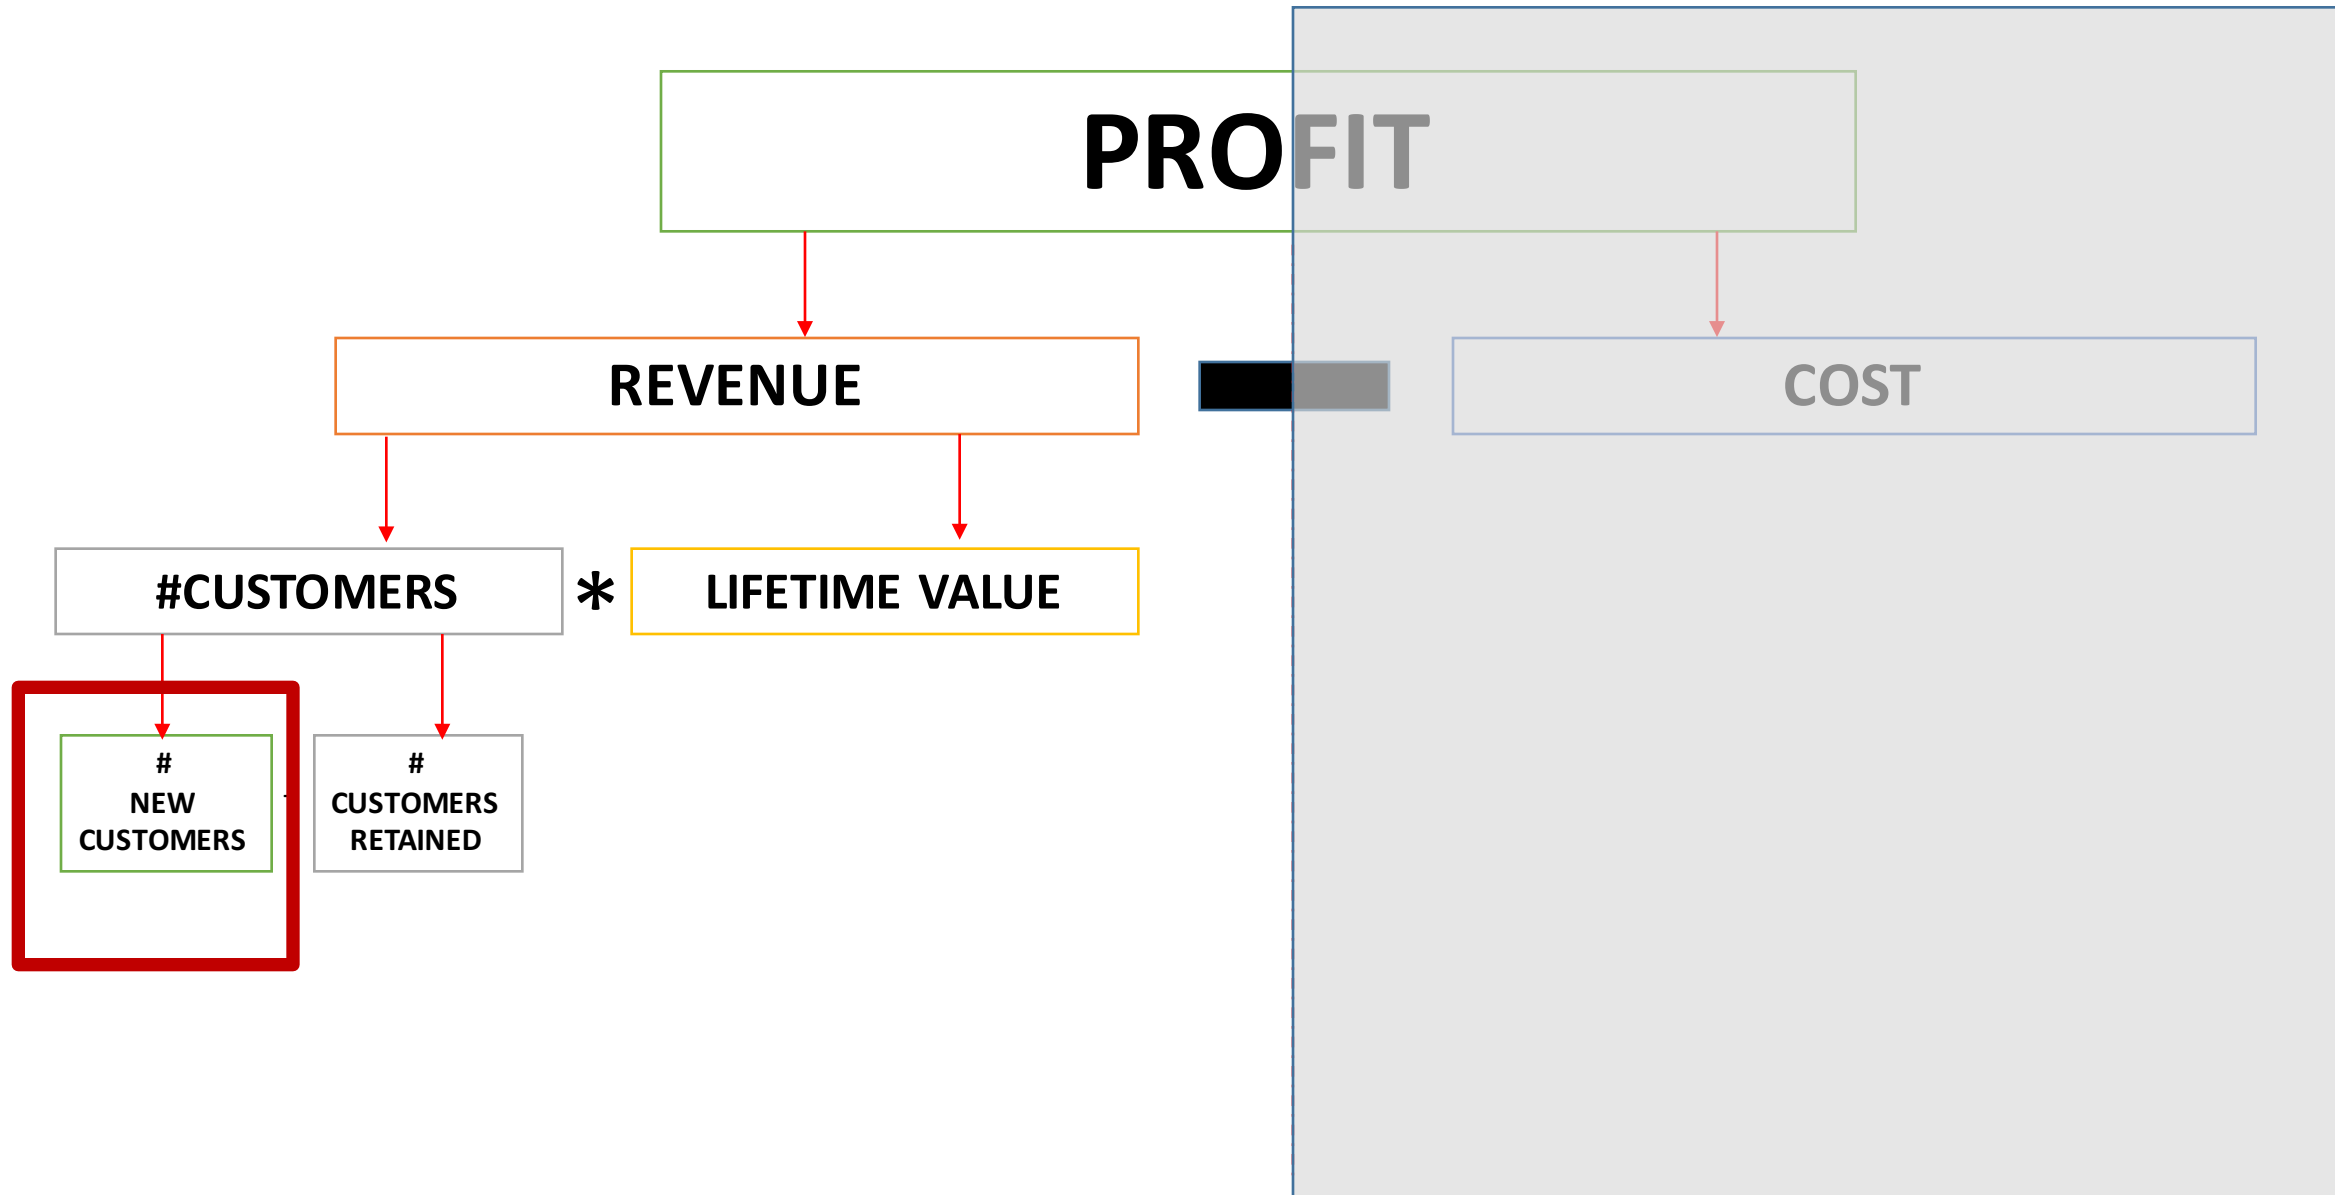 PROFIT
REVENUE
COST
#CUSTOMERS
*
LIFETIME VALUE
#
NEW
CUSTOMERS
#
CUSTOMERS
RETAINED